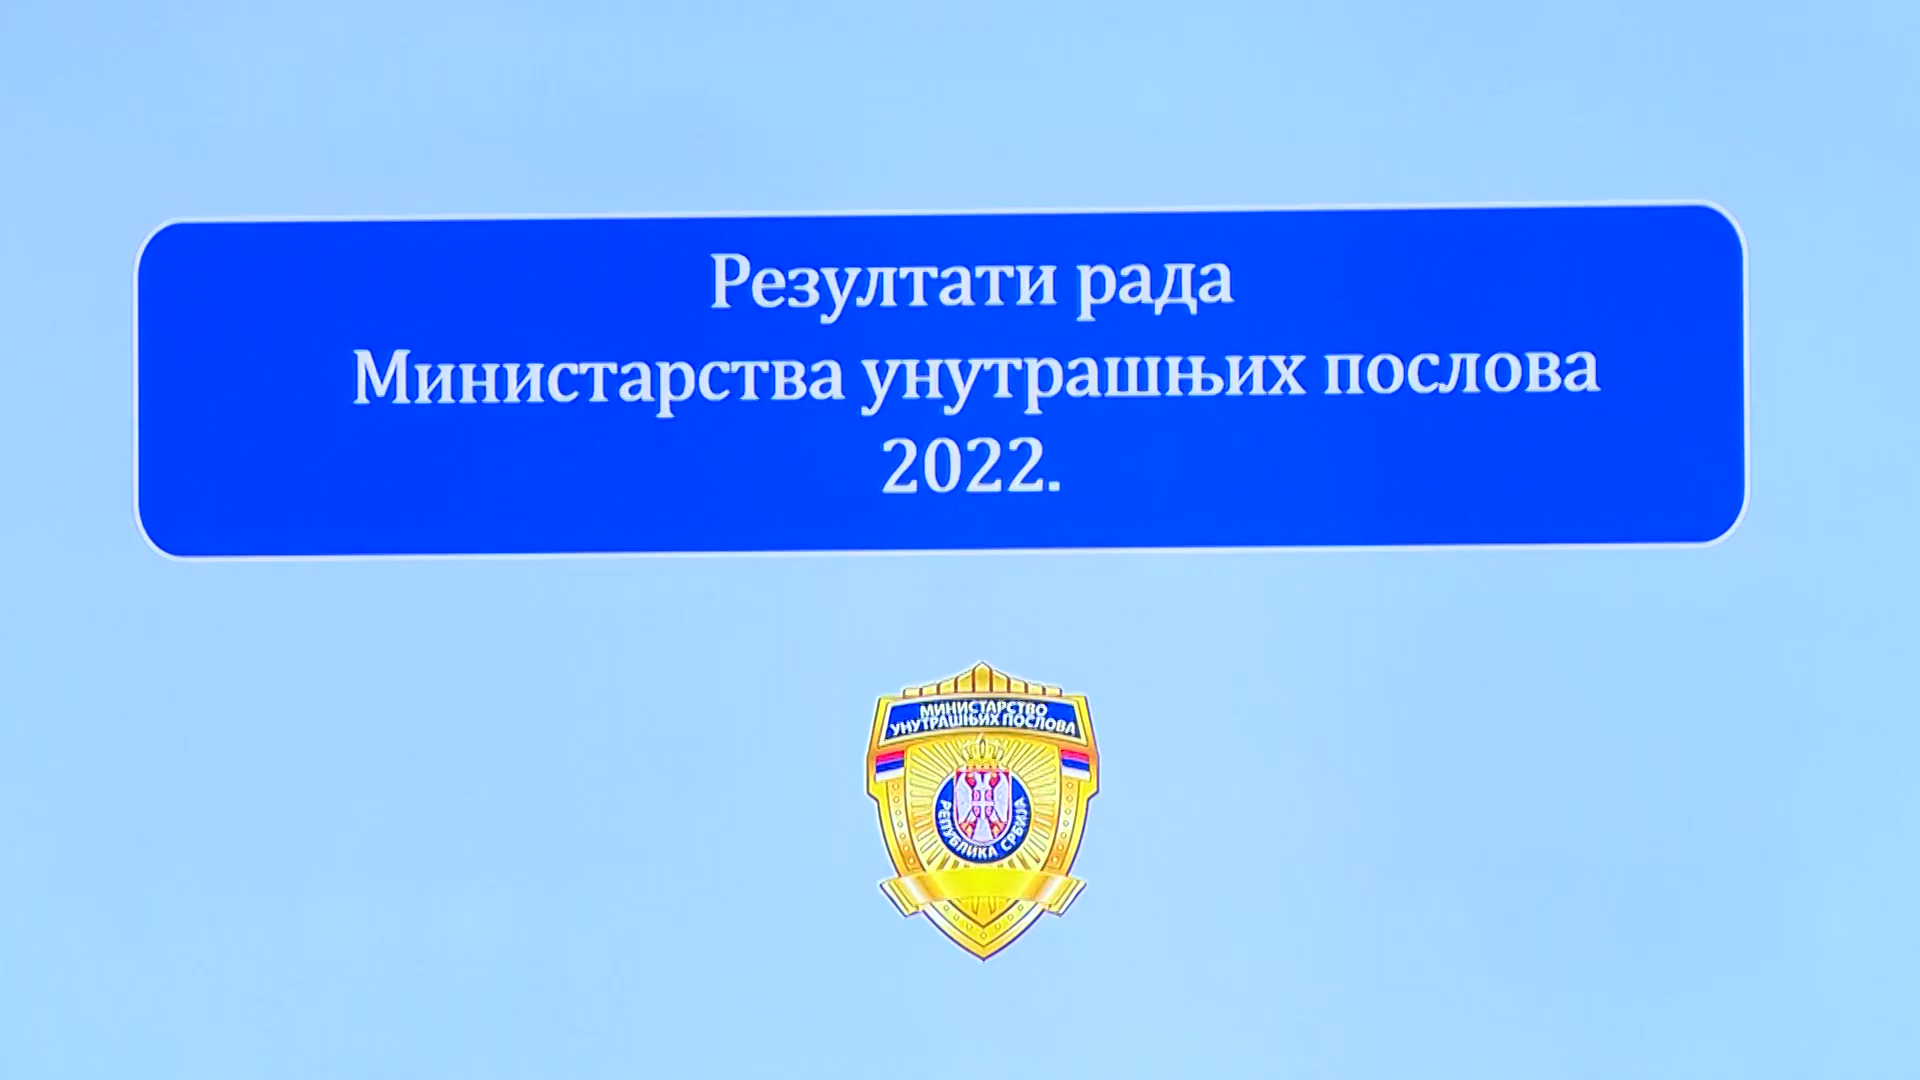 Резултати рада
Министарства унутрашњих послова
2022.
МИНИСТАРСТВО
УНУТРАШЊИХ ПОСЛОВА
РЕПУБЛИКА СРБИЈА